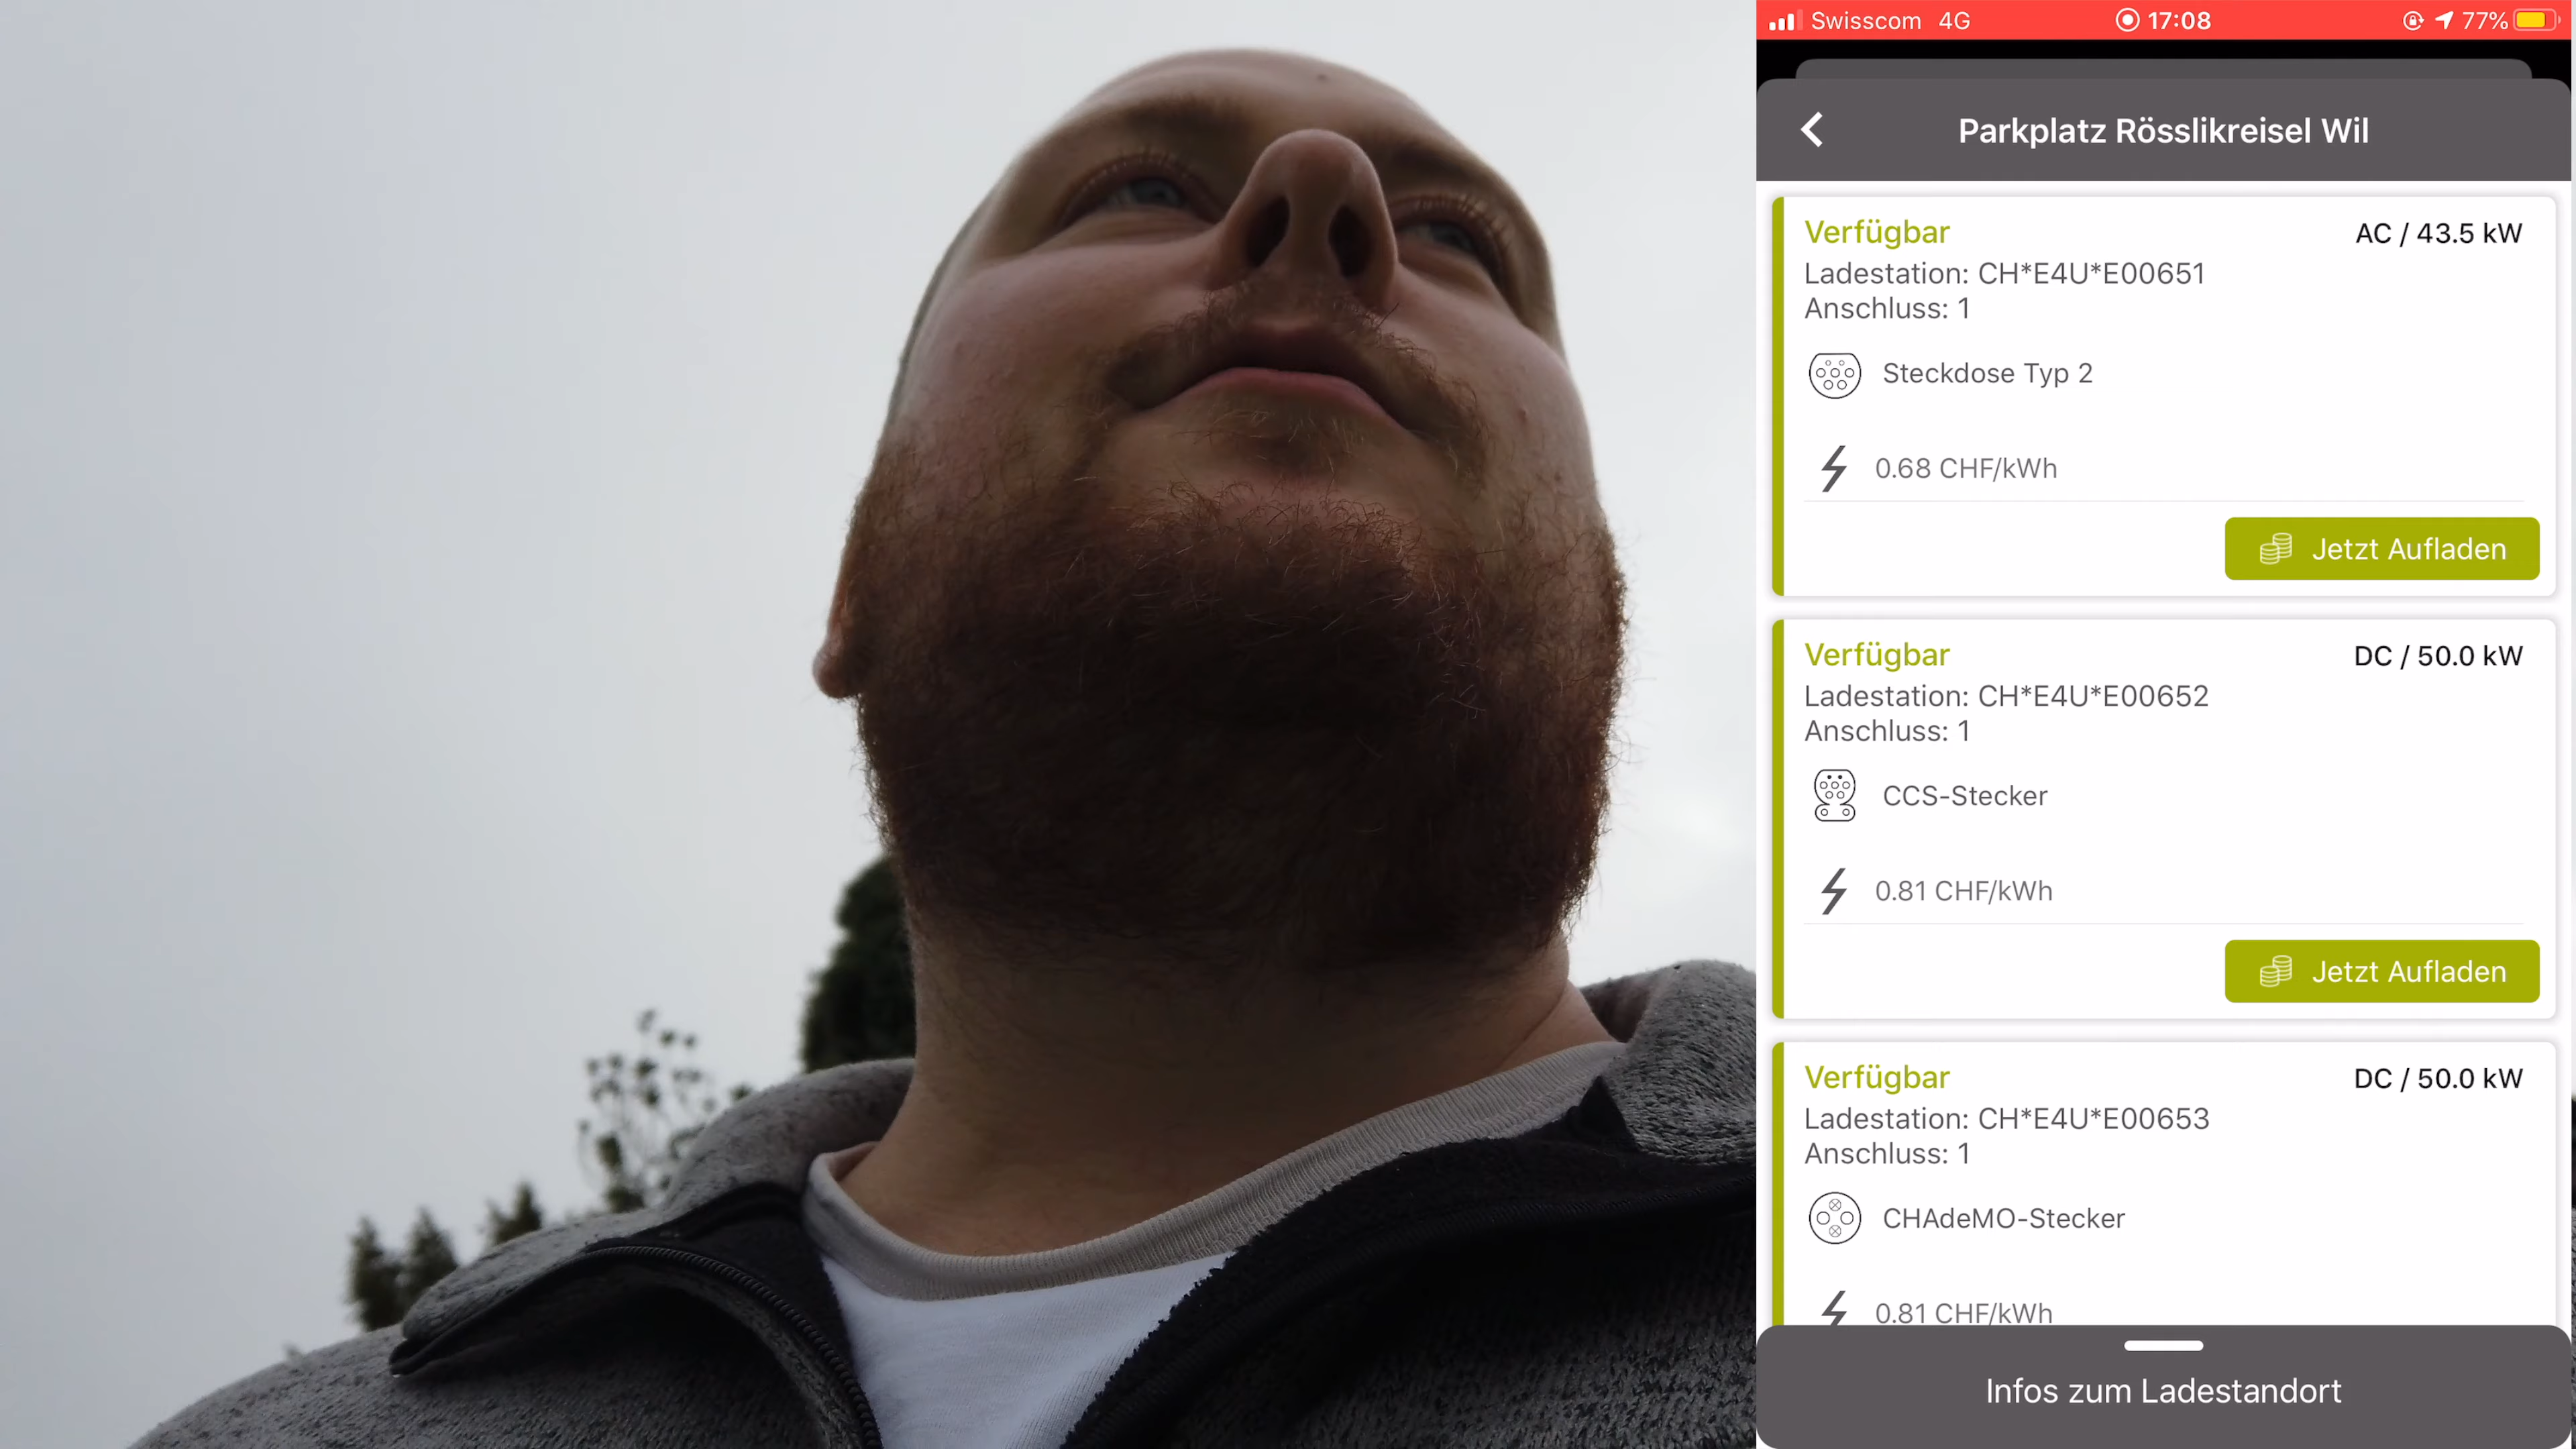 Swisscom 4G 17:08 77%
Parkplatz Rösslikreisel Wil
Verfügbar AC / 43.5 kW
Ladestation: CH*E4U*E00651
Anschluss: 1
Steckdose Typ 2
0.68 CHF/kWh
Jetzt Aufladen
Verfügbar DC / 50.0 kW
Ladestation: CH*E4U*E00652
Anschluss: 1
CCS-Stecker
0.81 CHF/kWh
Jetzt Aufladen
Verfügbar DC / 50.0 kW
Ladestation: CH*E4U*E00653
Anschluss: 1
CHAdeMO-Stecker
0.81 CHF/kWh
Infos zum Ladestandort